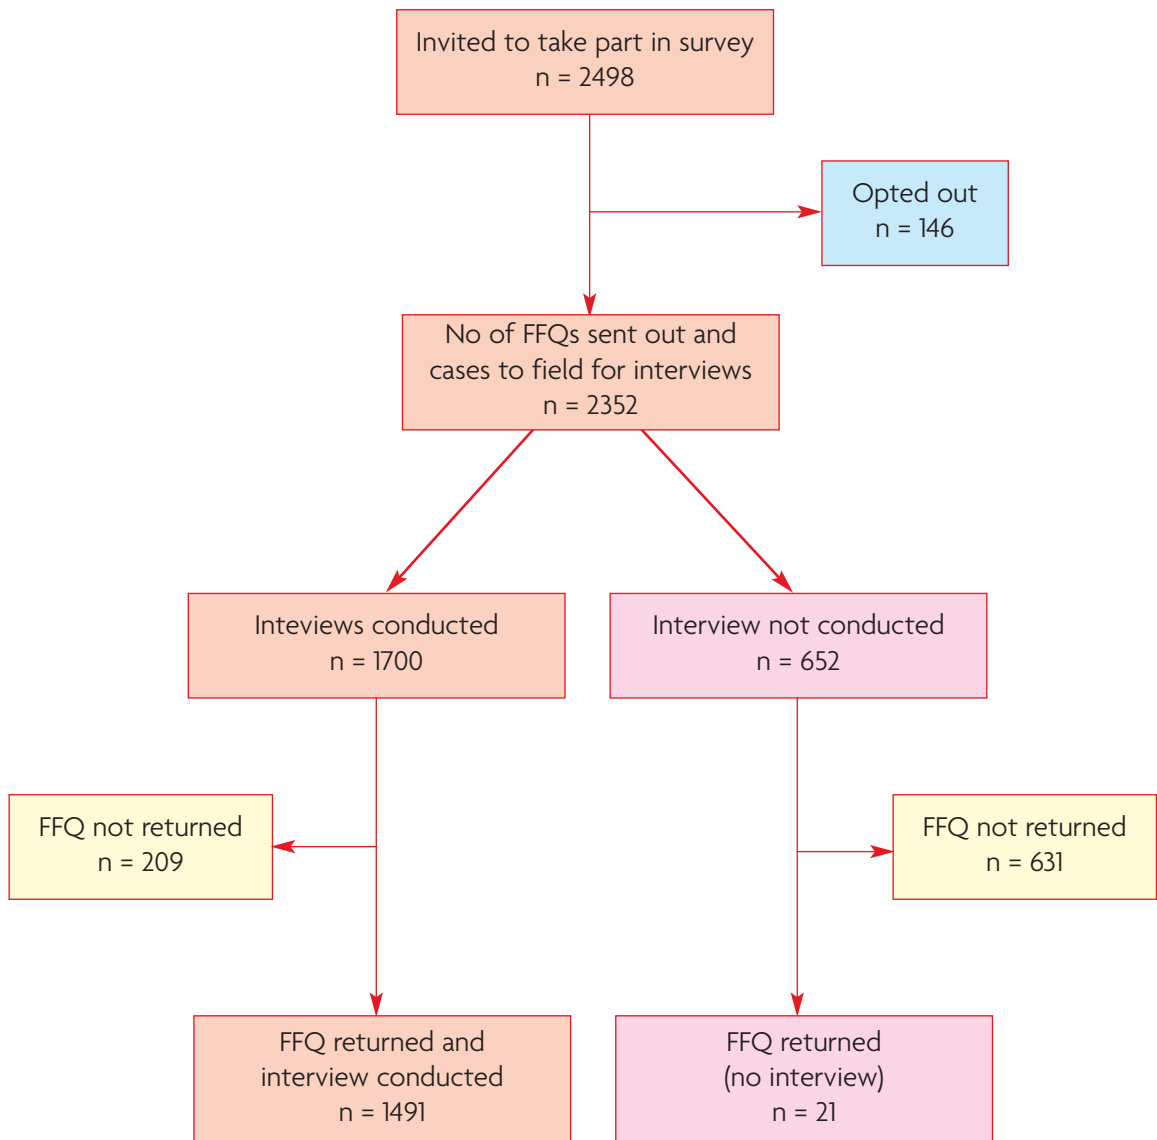 Invited to take part in survey
n = 2498
Opted out
n = 146
No of FFQs sent out and
cases to field for interviews
n = 2352
Inteviews conducted
n = 1700
Interview not conducted
n = 652
FFQ not returned
n = 209
FFQ not returned
n = 631
FFQ returned and
interview conducted
n = 1491
FFQ returned
(no interview)
n = 21